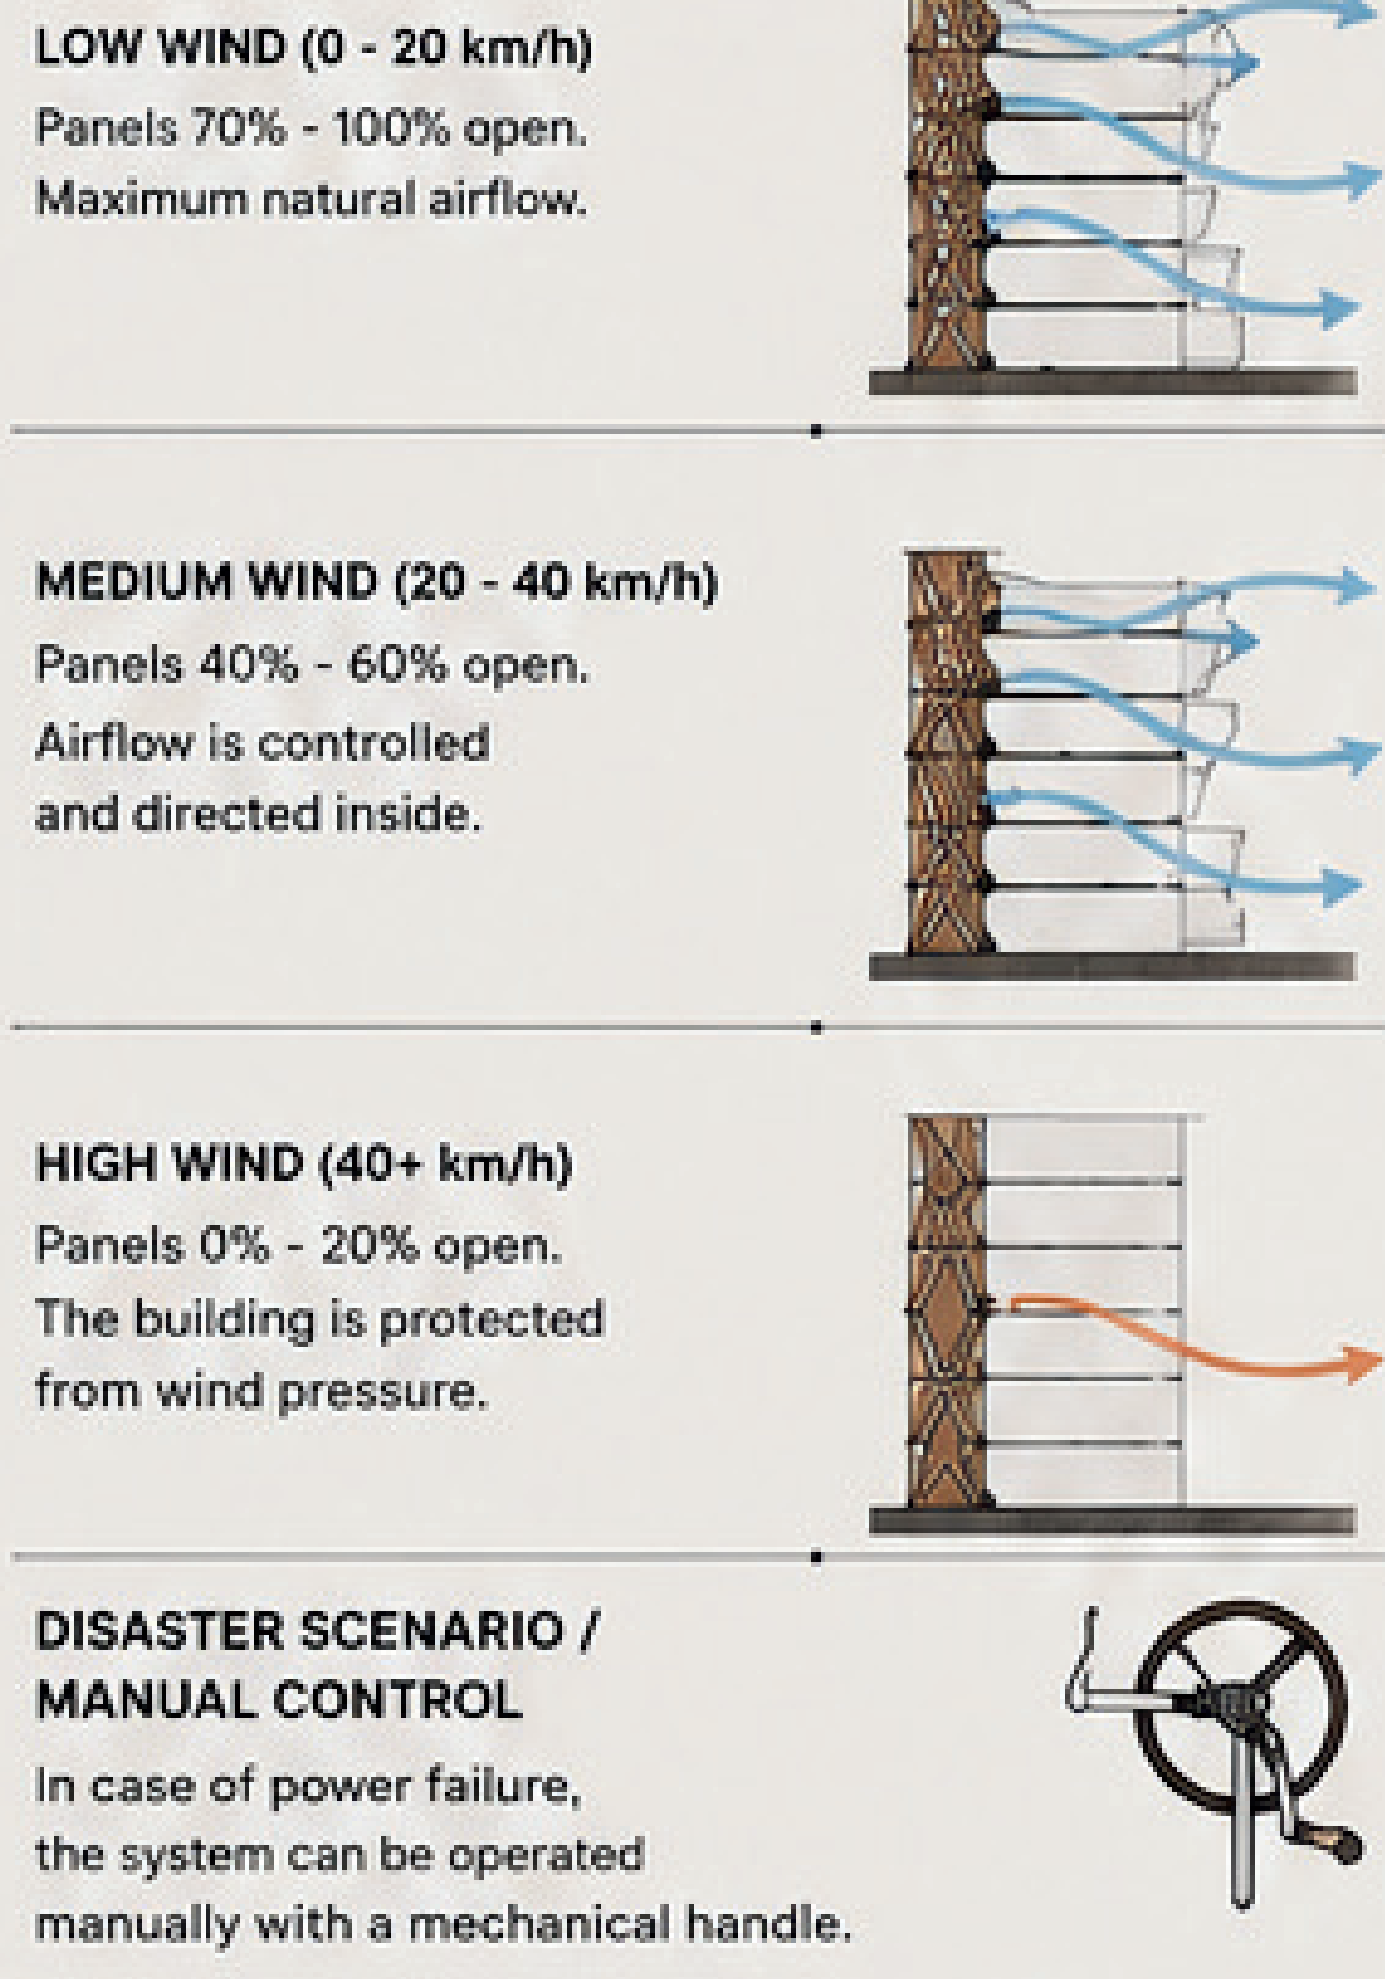 LOW WIND (0 - 20 km/h)
Panels 70% - 100% open.
Maximum natural airflow.
MEDIUM WIND (20 - 40 km/h)
Panels 40% - 60% open.
Airflow is controlled
and directed inside.
HIGH WIND (40+ km/h)
Panels 0% - 20% open.
The building is protected
from wind pressure.
DISASTER SCENARIO /
MANUAL CONTROL
In case of power failure,
the system can be operated
manually with a mechanical handle.